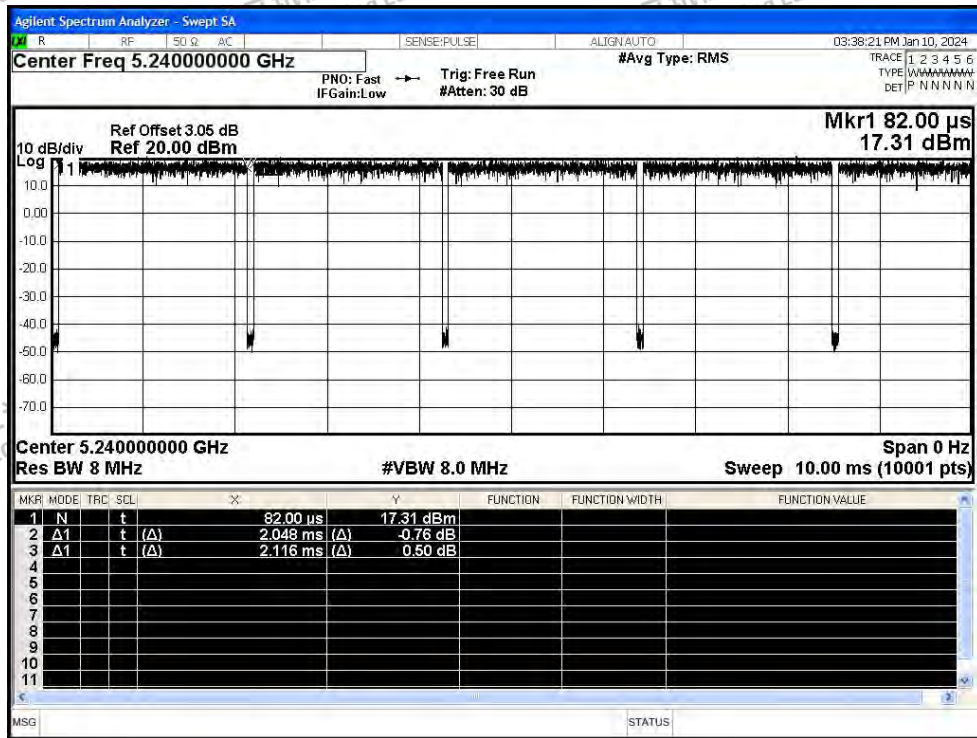 Agilent Spectrum Analyzer - Swept SA
LXI R RF 50 Ω AC SENSE:PULSE ALIGN AUTO 03:38:21 PM Jan 10, 2024
Center Freq 5.240000000 GHz
PNO: Fast
IFGain:Low
Trig: Free Run
#Atten: 30 dB
#Avg Type: RMS
TRACE 1 2 3 4 5 6
TYPE WWWWWW
DET P N N N N N
Mkr1 82.00 µs
17.31 dBm
Ref Offset 3.05 dB
10 dB/div Ref 20.00 dBm
Log
1
10.0
0.00
-10.0
-20.0
-30.0
-40.0
-50.0
-60.0
-70.0
Center 5.240000000 GHz Span 0 Hz
Res BW 8 MHz #VBW 8.0 MHz Sweep 10.00 ms (10001 pts)
MKR MODE TRC SCL X Y FUNCTION FUNCTION WIDTH FUNCTION VALUE
1 N t 82.00 µs 17.31 dBm
2 Δ1 t (Δ) 2.048 ms (Δ) -0.76 dB
3 Δ1 t (Δ) 2.116 ms (Δ) 0.50 dB
4
5
6
7
8
9
10
11
MSG STATUS